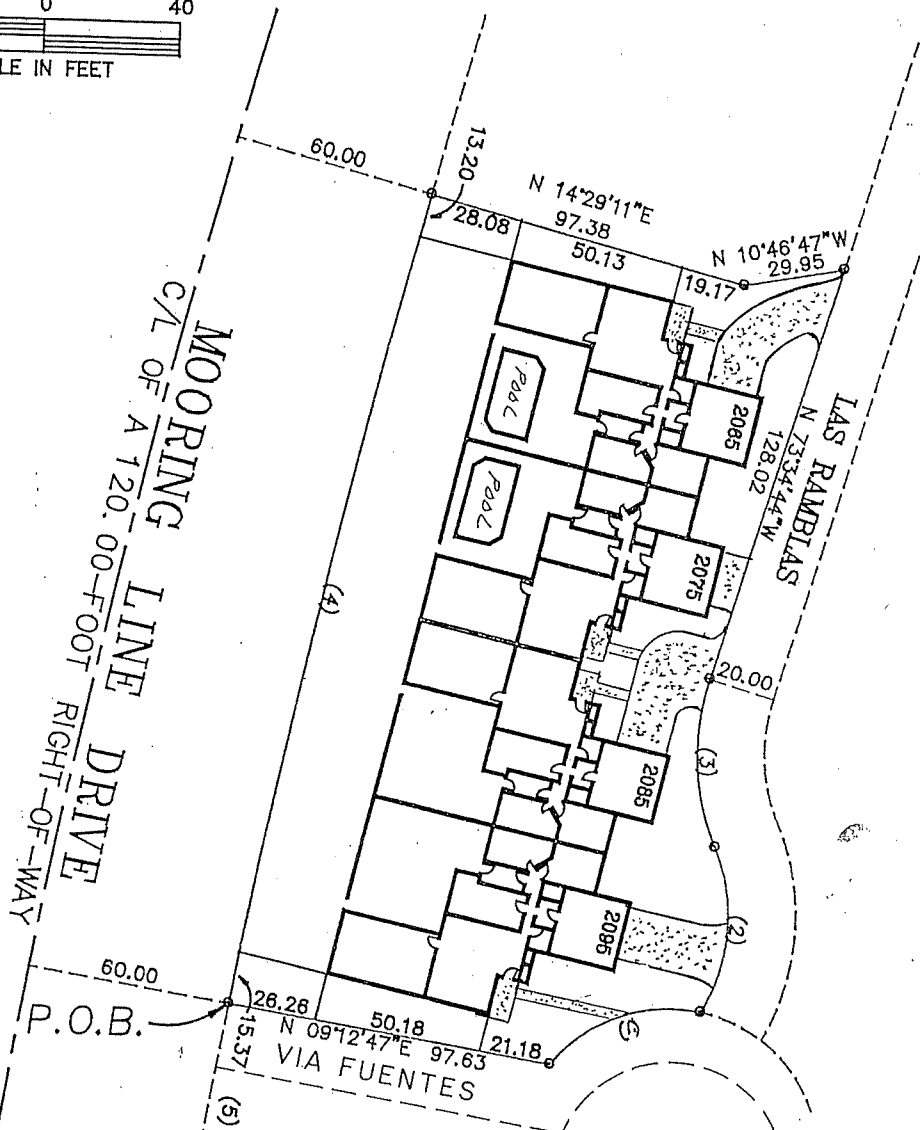 0 40
LE IN FEET
60.00
13.20
28.08
N 14°29'11"E
97.38
50.13
19.17
N 10°46'47"W
29.95
LAS RAMBLAS
N 73°34'44"W
128.02
2085
POOL
POOL
2075
20.00
(3)
2085
(2)
2095
MOORING LINE DRIVE
C/L OF A 120.00-FOOT RIGHT-OF-WAY
(4)
60.00
P.O.B.
15.37
26.26
50.18
21.18
N 09°12'47"E 97.63
VIA FUENTES
(5)